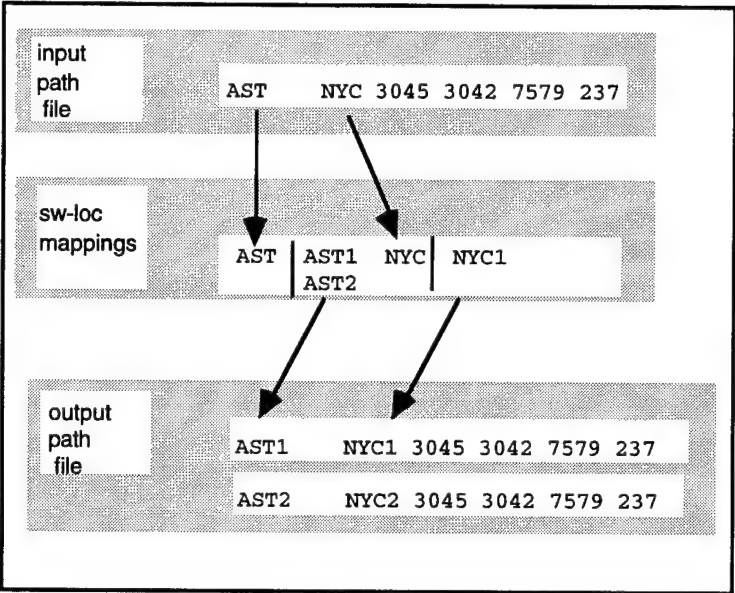 input
path
file
AST NYC 3045 3042 7579 237
sw-loc
mappings
AST AST1 NYC NYC1
AST2
output
path
file
AST1 NYC1 3045 3042 7579 237
AST2 NYC2 3045 3042 7579 237